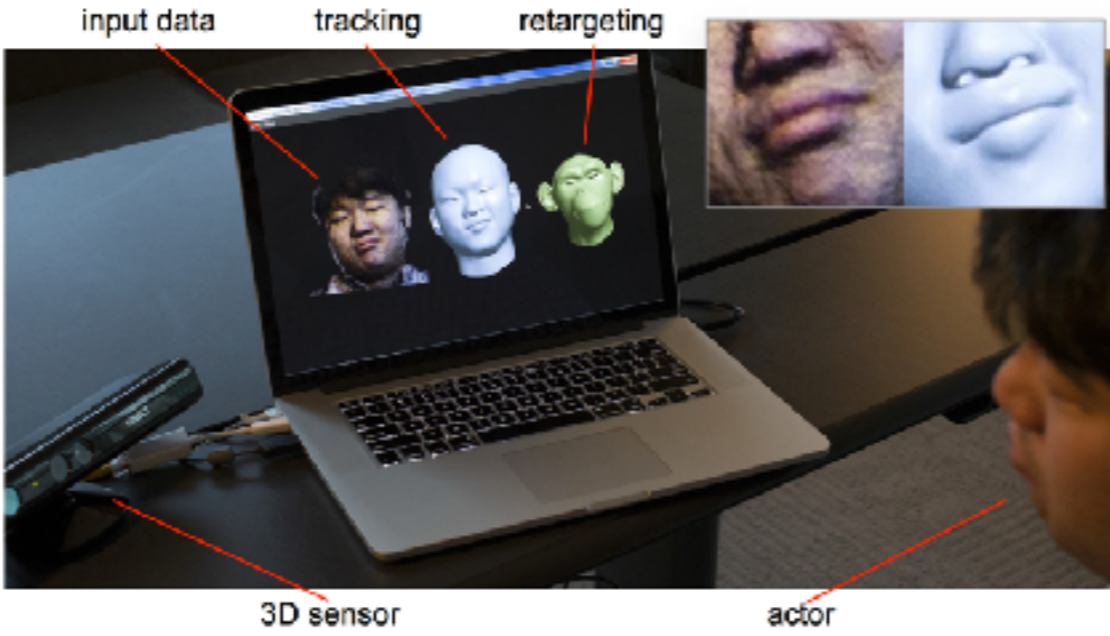 input data
tracking
retargeting
3D sensor
actor